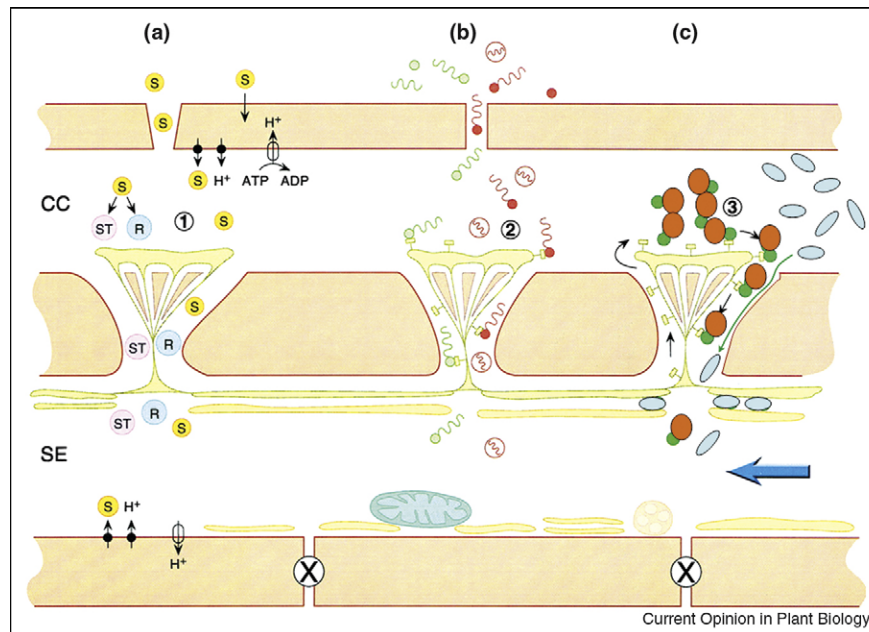 (a) (b) (c)
S
S
S
S
H+
S H+ ATP ADP
CC
S
ST R
1
S
2
3
S
ST R
ST R S
SE
S H+
H+
X X
Current Opinion in Plant Biology